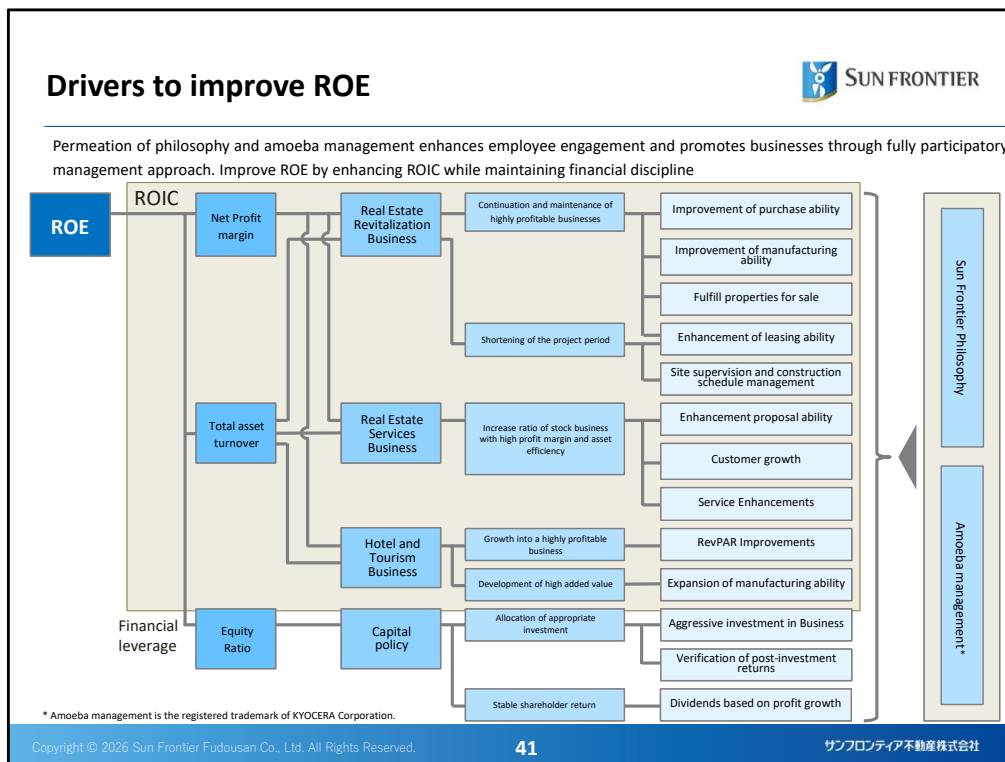 Drivers to improve ROE
SUN FRONTIER
Permeation of philosophy and amoeba management enhances employee engagement and promotes businesses through fully participatory
management approach. Improve ROE by enhancing ROIC while maintaining financial discipline
ROE
ROIC
Net Profit
margin
Real Estate
Revitalization
Business
Continuation and maintenance of
highly profitable businesses
Improvement of purchase ability
Improvement of manufacturing
ability
Fulfill properties for sale
Shortening of the project period
Enhancement of leasing ability
Site supervision and construction
schedule management
Total asset
turnover
Real Estate
Services
Business
Increase ratio of stock business
with high profit margin and asset
efficiency
Enhancement proposal ability
Customer growth
Service Enhancements
Hotel and
Tourism
Business
Growth into a highly profitable
business
RevPAR Improvements
Development of high added value
Expansion of manufacturing ability
Financial
leverage
Equity
Ratio
Capital
policy
Allocation of appropriate
investment
Aggressive investment in Business
Verification of post-investment
returns
Stable shareholder return
Dividends based on profit growth
Sun Frontier Philosophy
Amoeba management*
* Amoeba management is the registered trademark of KYOCERA Corporation.
Copyright © 2026 Sun Frontier Fudousan Co., Ltd. All Rights Reserved.
41
サンフロンティア不動産株式会社